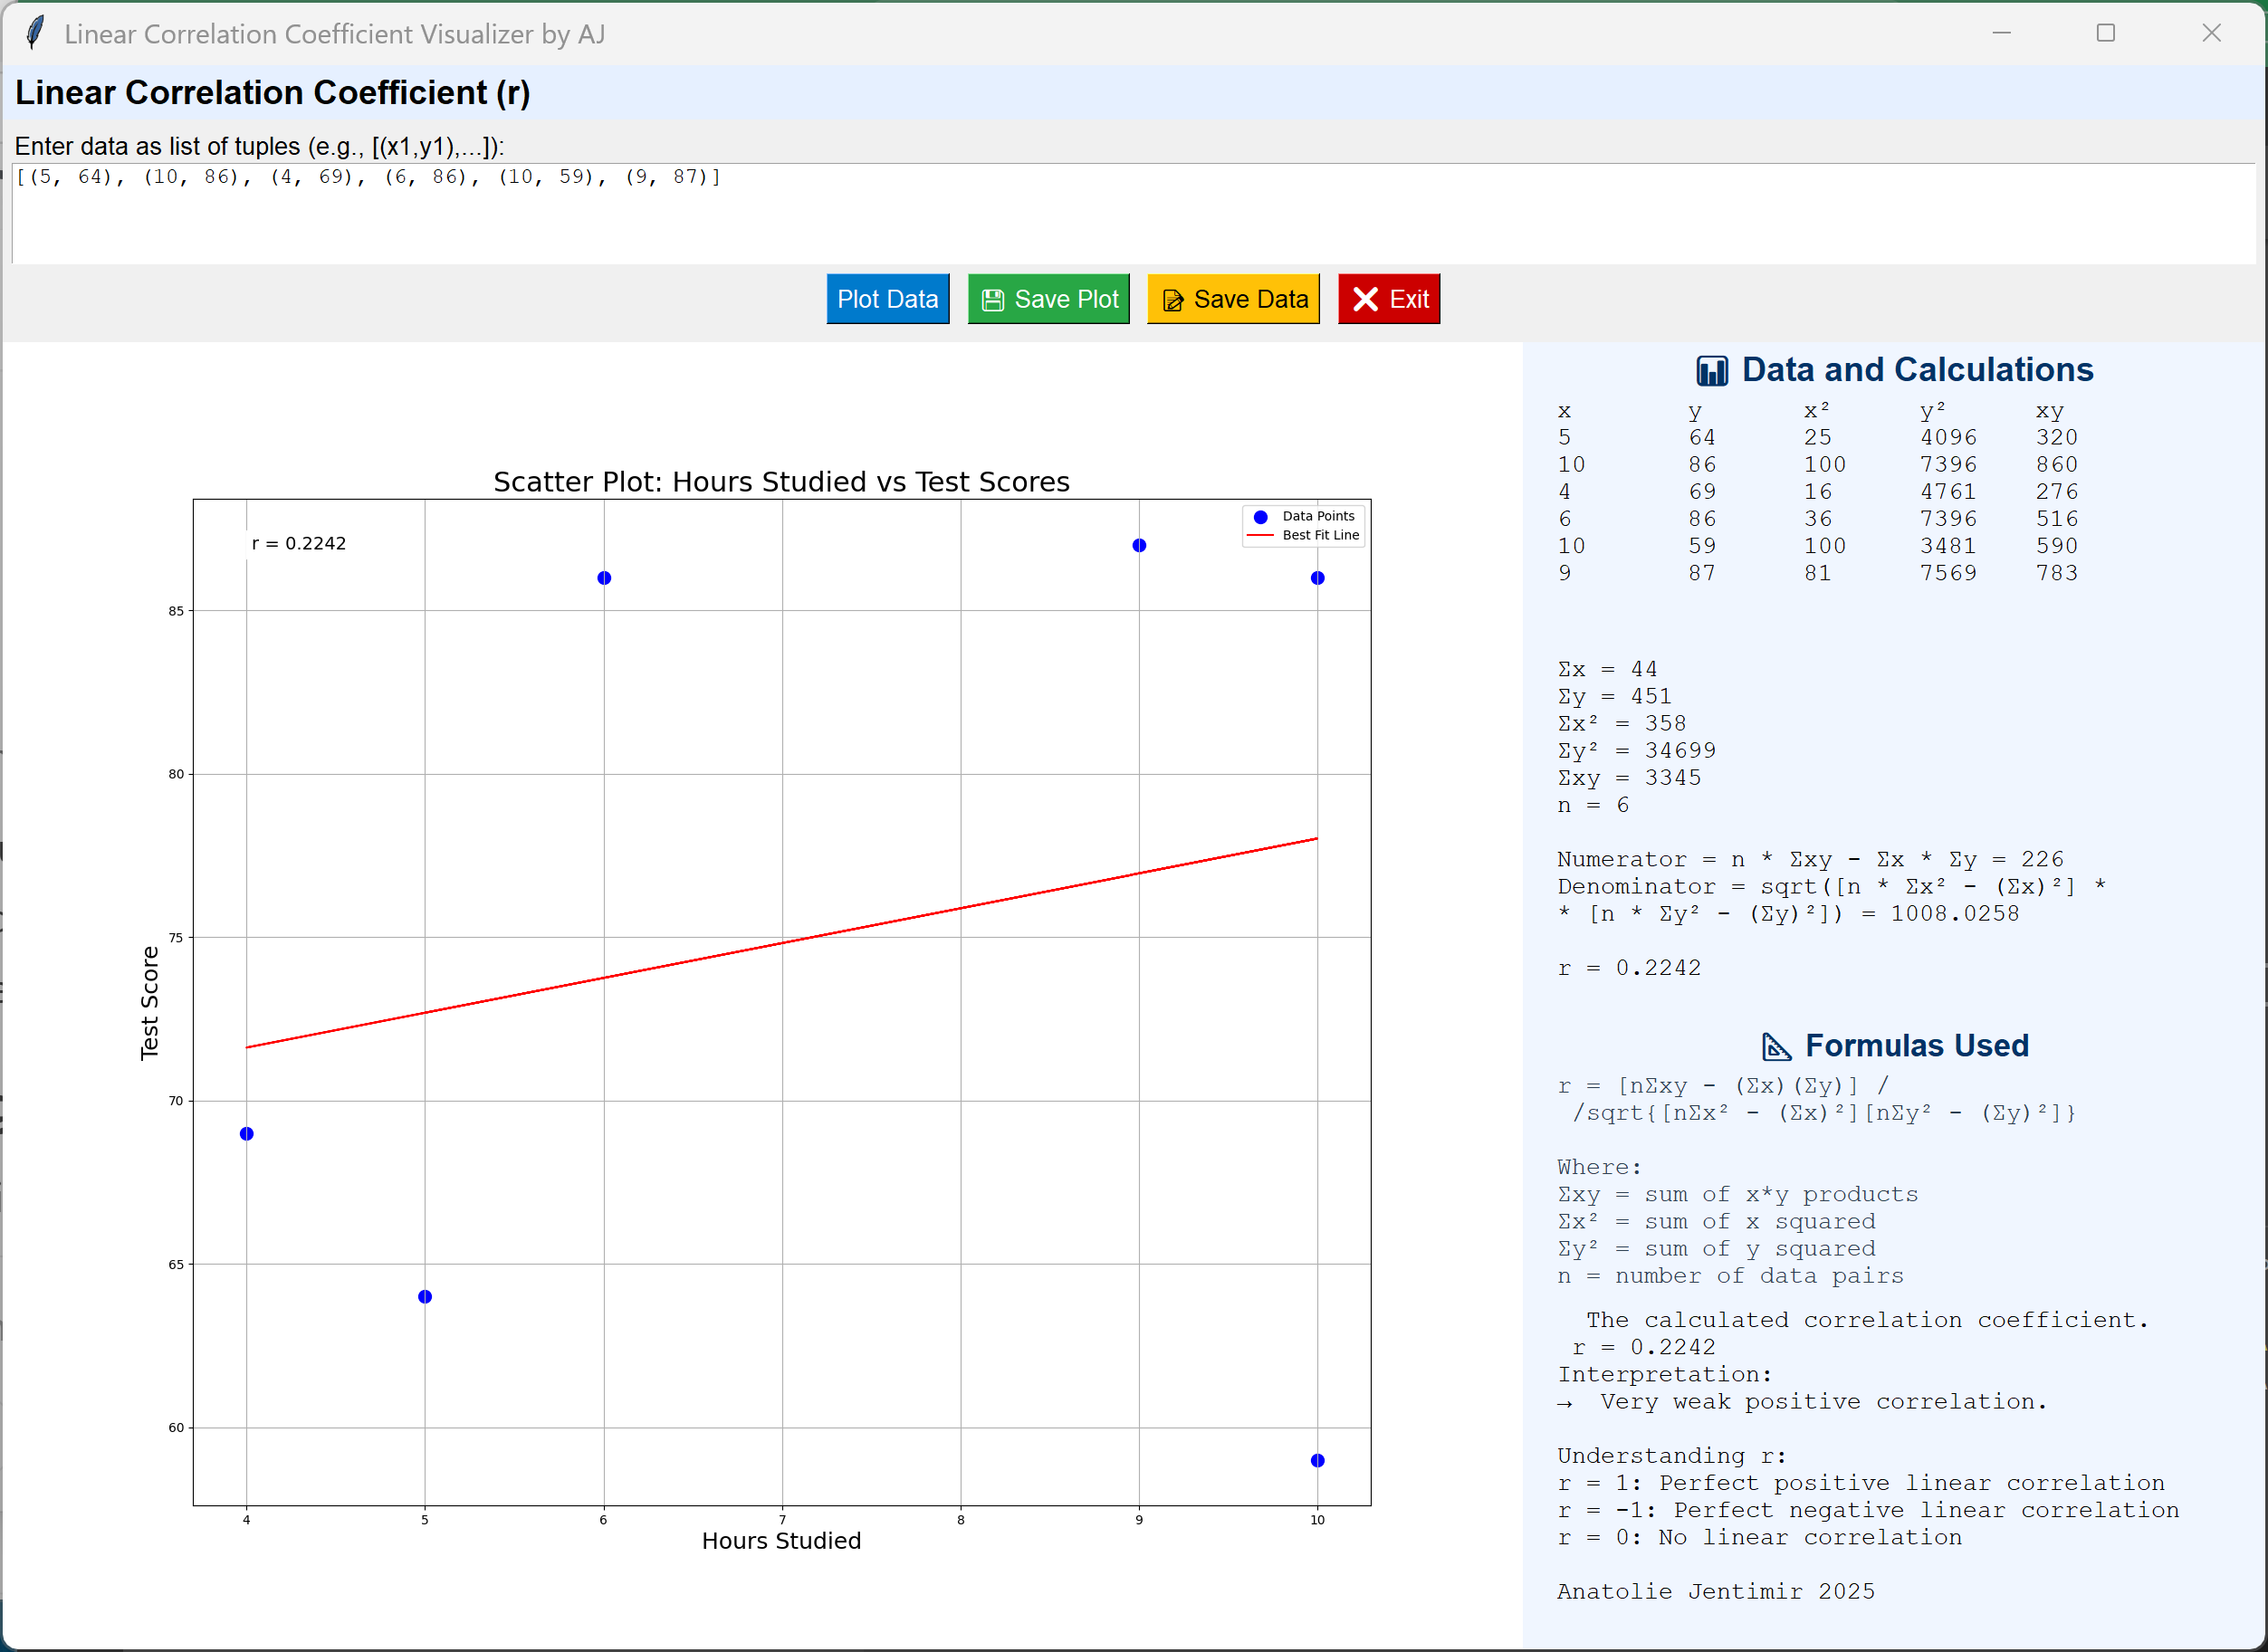 Linear Correlation Coefficient Visualizer by AJ
Linear Correlation Coefficient (r)
Enter data as list of tuples (e.g., [(x1,y1),...]):
[(5, 64), (10, 86), (4, 69), (6, 86), (10, 59), (9, 87)]
Plot Data Save Plot Save Data Exit
Scatter Plot: Hours Studied vs Test Scores
r = 0.2242
Data Points
Best Fit Line
85
80
75
70
65
60
Test Score
4 5 6 7 8 9 10
Hours Studied
Data and Calculations
x y x² y² xy
5 64 25 4096 320
10 86 100 7396 860
4 69 16 4761 276
6 86 36 7396 516
10 59 100 3481 590
9 87 81 7569 783
Σx = 44
Σy = 451
Σx² = 358
Σy² = 34699
Σxy = 3345
n = 6
Numerator = n * Σxy - Σx * Σy = 226
Denominator = sqrt([n * Σx² - (Σx)²] *
* [n * Σy² - (Σy)²]) = 1008.0258
r = 0.2242
Formulas Used
r = [nΣxy - (Σx)(Σy)] /
/sqrt{[nΣx² - (Σx)²][nΣy² - (Σy)²]}
Where:
Σxy = sum of x*y products
Σx² = sum of x squared
Σy² = sum of y squared
n = number of data pairs
The calculated correlation coefficient.
r = 0.2242
Interpretation:
→ Very weak positive correlation.
Understanding r:
r = 1: Perfect positive linear correlation
r = -1: Perfect negative linear correlation
r = 0: No linear correlation
Anatolie Jentimir 2025